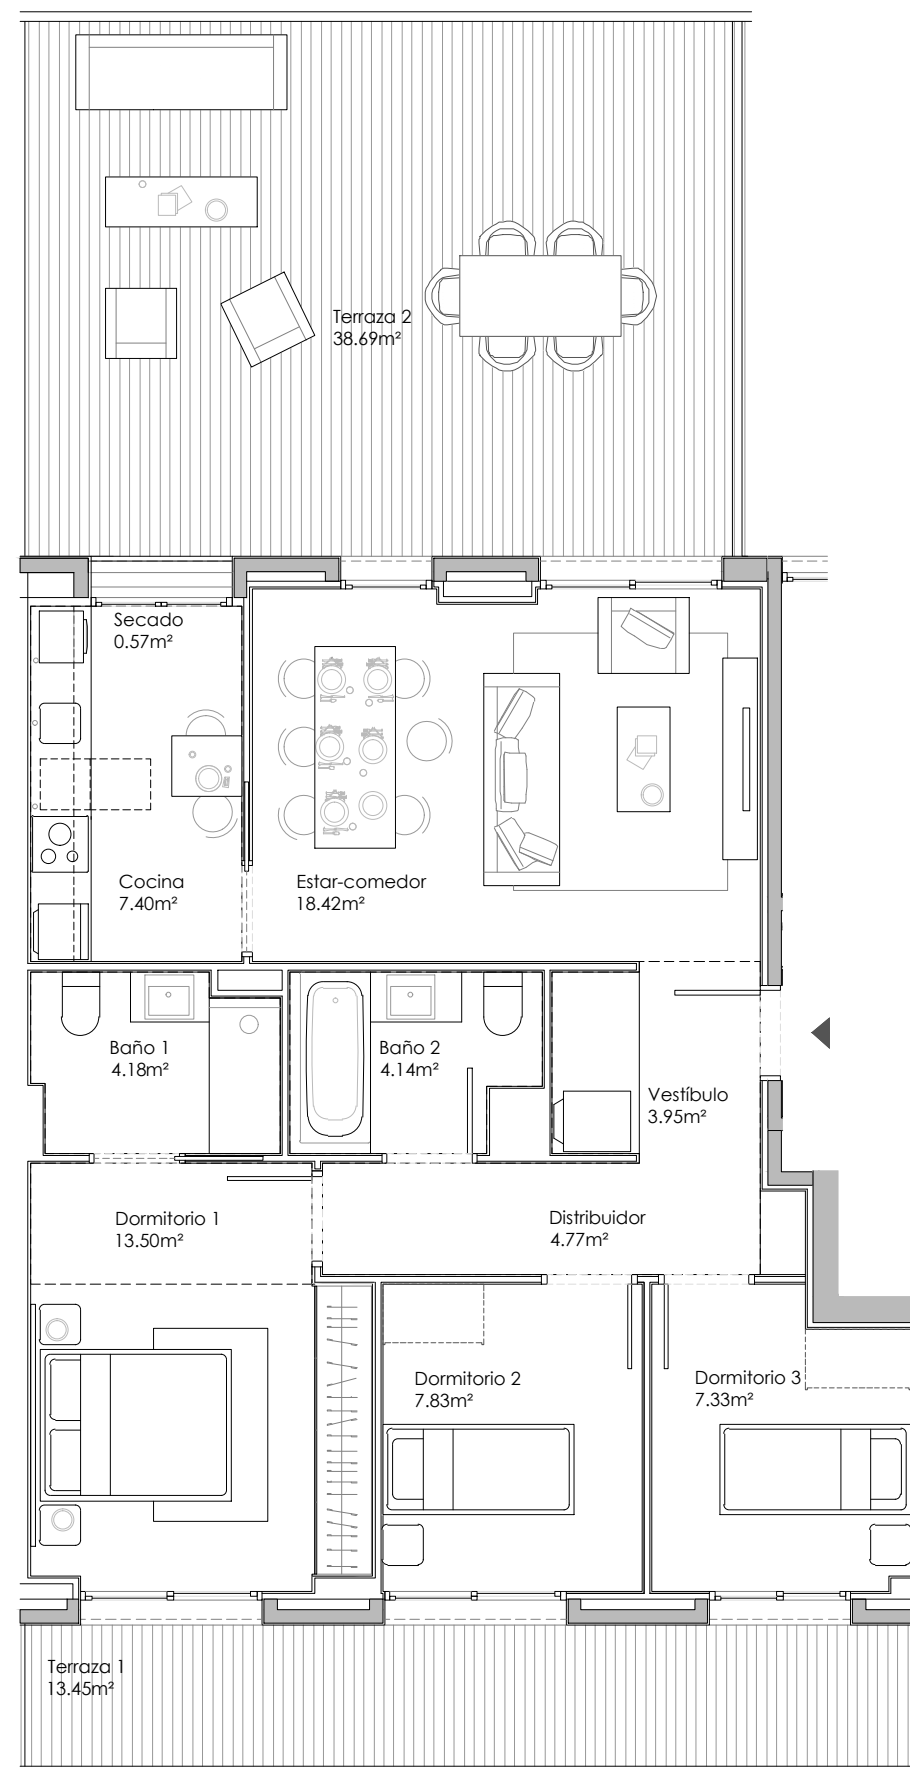 Terraza 2
38.69m²
Secado
0.57m²
Cocina
7.40m²
Estar-comedor
18.42m²
Baño 1
4.18m²
Baño 2
4.14m²
Vestíbulo
3.95m²
Dormitorio 1
13.50m²
Distribuidor
4.77m²
Dormitorio 2
7.83m²
Dormitorio 3
7.33m²
Terraza 1
13.45m²